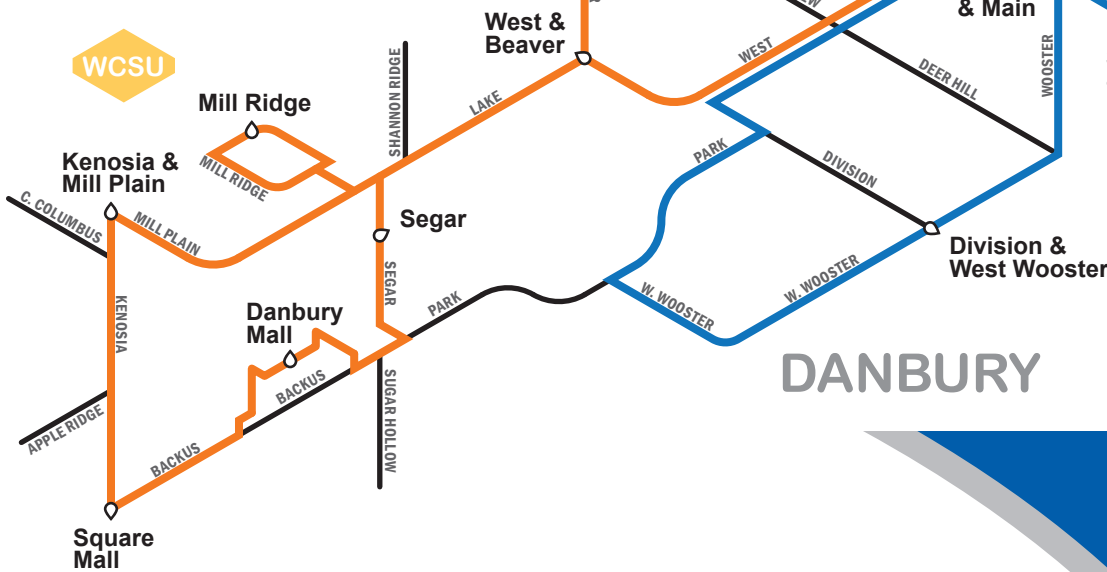 & Main
West &
Beaver
WEST
WOOSTER
DEER HILL
WCSU
SHANNON RIDGE
LAKE
Mill Ridge
MILL RIDGE
PARK
DIVISION
Kenosia &
Mill Plain
C. COLUMBUS
MILL PLAIN
Segar
SEGAR
Division &
West Wooster
W. WOOSTER
W. WOOSTER
KENOSIA
Danbury
Mall
PARK
BACKUS
SUGAR HOLLOW
DANBURY
APPLE RIDGE
BACKUS
Square
Mall